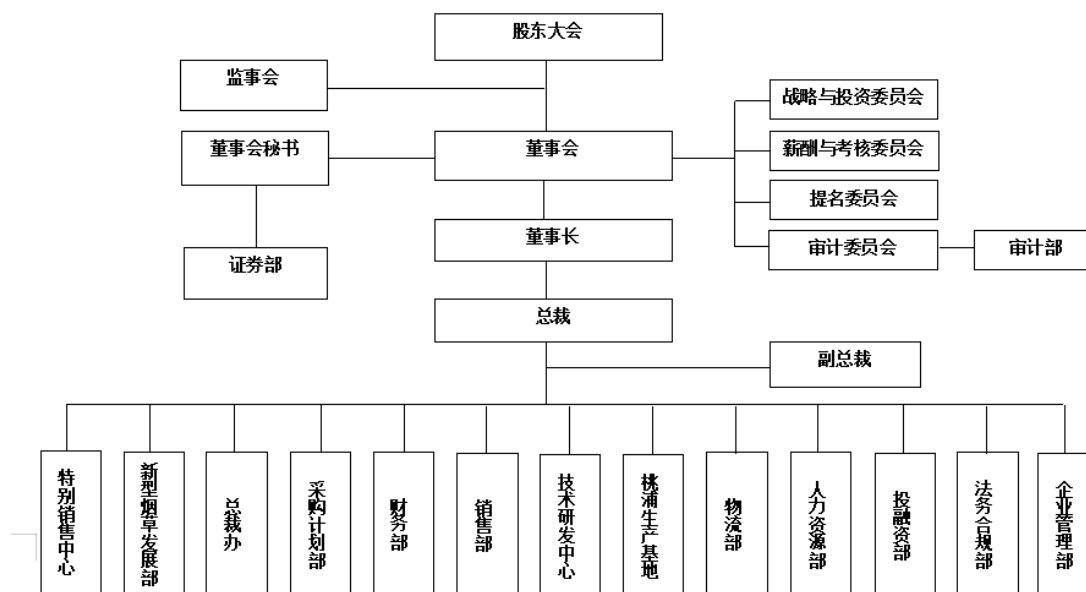 股东大会
监事会
战略与投资委员会
董事会秘书
董事会
薪酬与考核委员会
提名委员会
董事长
审计委员会
审计部
证券部
总裁
副总裁
特别销售中心
新型烟草发展部
总裁办
采购计划部
财务部
销售部
技术研发中心
桃浦生产基地
物流部
人力资源部
投融资部
法务合规部
企业管理部